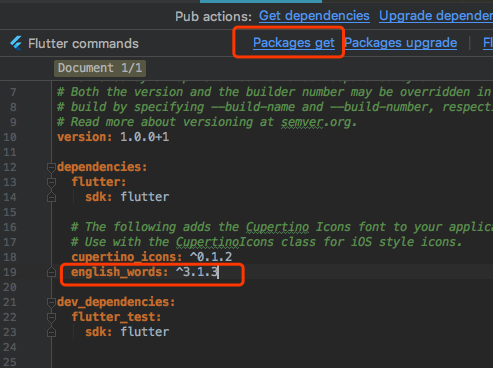 Pub actions: Get dependencies Upgrade dependenc
Flutter commands Packages get Packages upgrade Fl
Document 1/1
7 # Both the version and the builder number may be overridden in
8 # build by specifying --build-name and --build-number, respecti
9 # Read more about versioning at semver.org.
10 version: 1.0.0+1
11
12 dependencies:
13 flutter:
14 sdk: flutter
15
16 # The following adds the Cupertino Icons font to your applica
17 # Use with the CupertinoIcons class for iOS style icons.
18 cupertino_icons: ^0.1.2
19 english_words: ^3.1.3
20
21 dev_dependencies:
22 flutter_test:
23 sdk: flutter
24
25